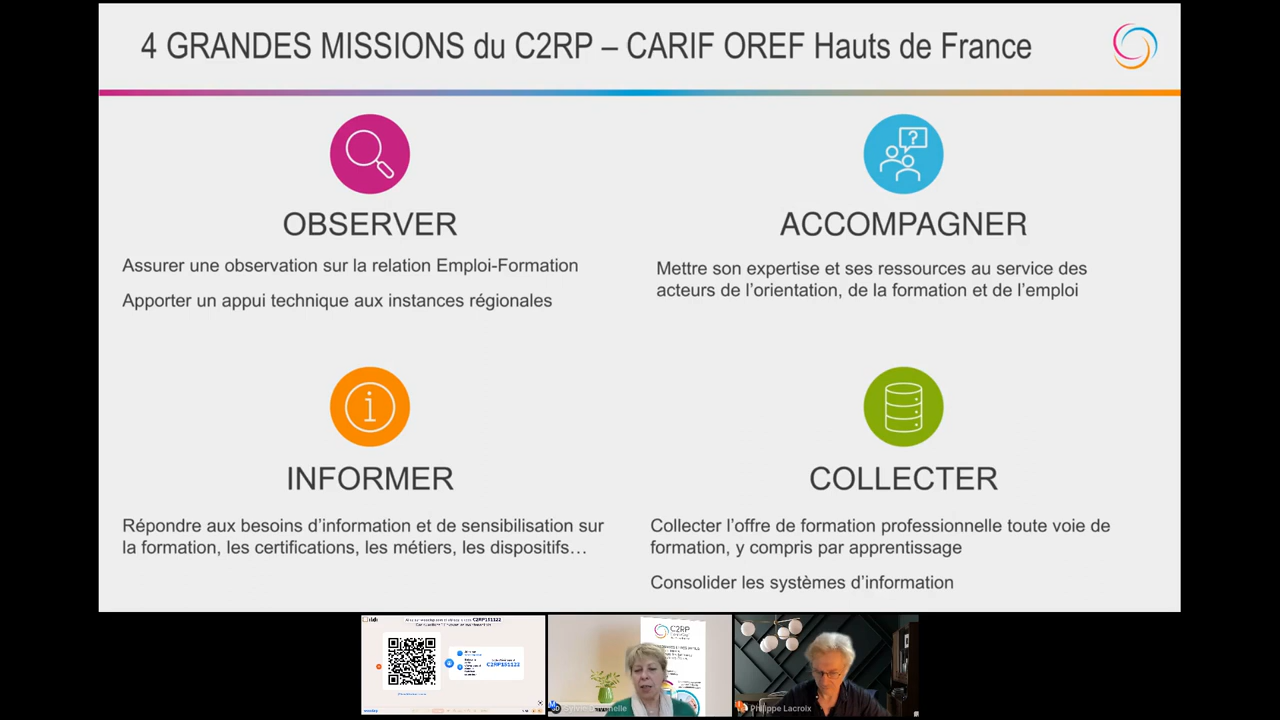 4 GRANDES MISSIONS du C2RP – CARIF OREF Hauts de France
OBSERVER
Assurer une observation sur la relation Emploi-Formation
Apporter un appui technique aux instances régionales
ACCOMPAGNER
Mettre son expertise et ses ressources au service des
acteurs de l’orientation, de la formation et de l’emploi
INFORMER
Répondre aux besoins d’information et de sensibilisation sur
la formation, les certifications, les métiers, les dispositifs…
COLLECTER
Collecter l’offre de formation professionnelle toute voie de
formation, y compris par apprentissage
Consolider les systèmes d’information
C2RP151122
C2RP151122
C2RP
Philippe Lacroix